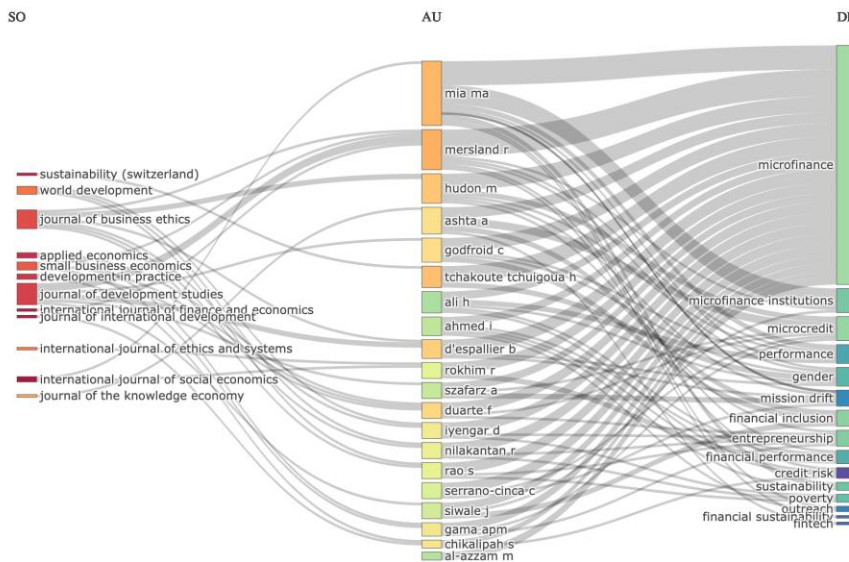 SO
AU
DE
sustainability (switzerland)
world development
journal of business ethics
applied economics
small business economics
development in practice
journal of development studies
international journal of finance and economics
journal of international development
international journal of ethics and systems
international journal of social economics
journal of the knowledge economy
mia ma
mersland r
hudon m
ashta a
godfroid c
tchakoute tchuigoua h
ali h
ahmed i
d'espallier b
rokhim r
szafarz a
duarte f
iyengar d
nilakantan r
rao s
serrano-cinca c
siwale j
gama apm
chikalipah s
al-azzam m
microfinance
microfinance institutions
microcredit
performance
gender
mission drift
financial inclusion
entrepreneurship
financial performance
credit risk
sustainability
poverty
outreach
financial sustainability
fintech